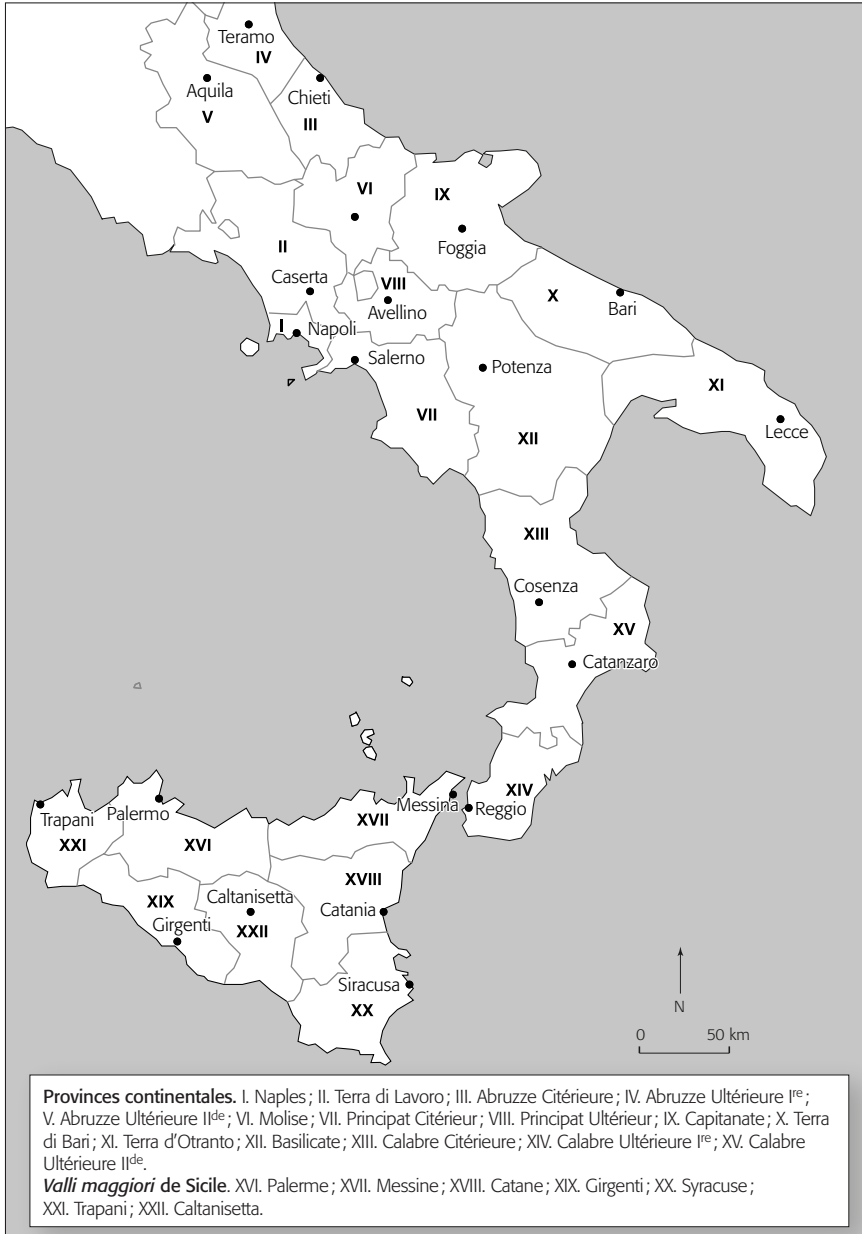 Teramo
IV
Aquila
V
Chieti
III
VI
IX
Foggia
II
Caserta
VIII
Avellino
X
Bari
I
Napoli
Salerno
Potenza
XI
Lecce
VII
XII
XIII
Cosenza
XV
Catanzaro
XIV
Reggio
Messina
XVII
Trapani
XXI
Palermo
XVI
XVIII
XIX
Caltanisetta
XXII
Catania
Girgenti
Siracusa
XX
N
0 50 km
Provinces continentales. I. Naples ; II. Terra di Lavoro ; III. Abruzze Citérieure ; IV. Abruzze Ultérieure Ire ;
V. Abruzze Ultérieure IIde ; VI. Molise ; VII. Principat Citérieur ; VIII. Principat Ultérieur ; IX. Capitanate ; X. Terra
di Bari ; XI. Terra d'Otranto ; XII. Basilicate ; XIII. Calabre Citérieure ; XIV. Calabre Ultérieure Ire ; XV. Calabre
Ultérieure IIde.
Valli maggiori de Sicile. XVI. Palerme ; XVII. Messine ; XVIII. Catane ; XIX. Girgenti ; XX. Syracuse ;
XXI. Trapani ; XXII. Caltanisetta.